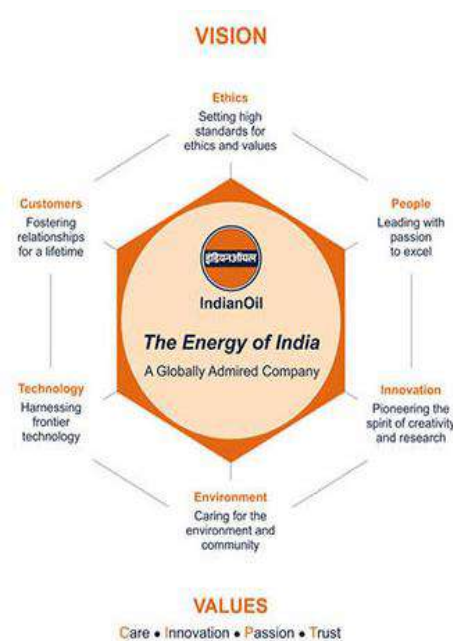 VISION
Ethics
Setting high
standards for
ethics and values
Customers
Fostering
relationships
for a lifetime
People
Leading with
passion
to excel
इंडियनऑयल
IndianOil
The Energy of India
A Globally Admired Company
Technology
Harnessing
frontier
technology
Innovation
Pioneering the
spirit of creativity
and research
Environment
Caring for the
environment and
community
VALUES
Care • Innovation • Passion • Trust